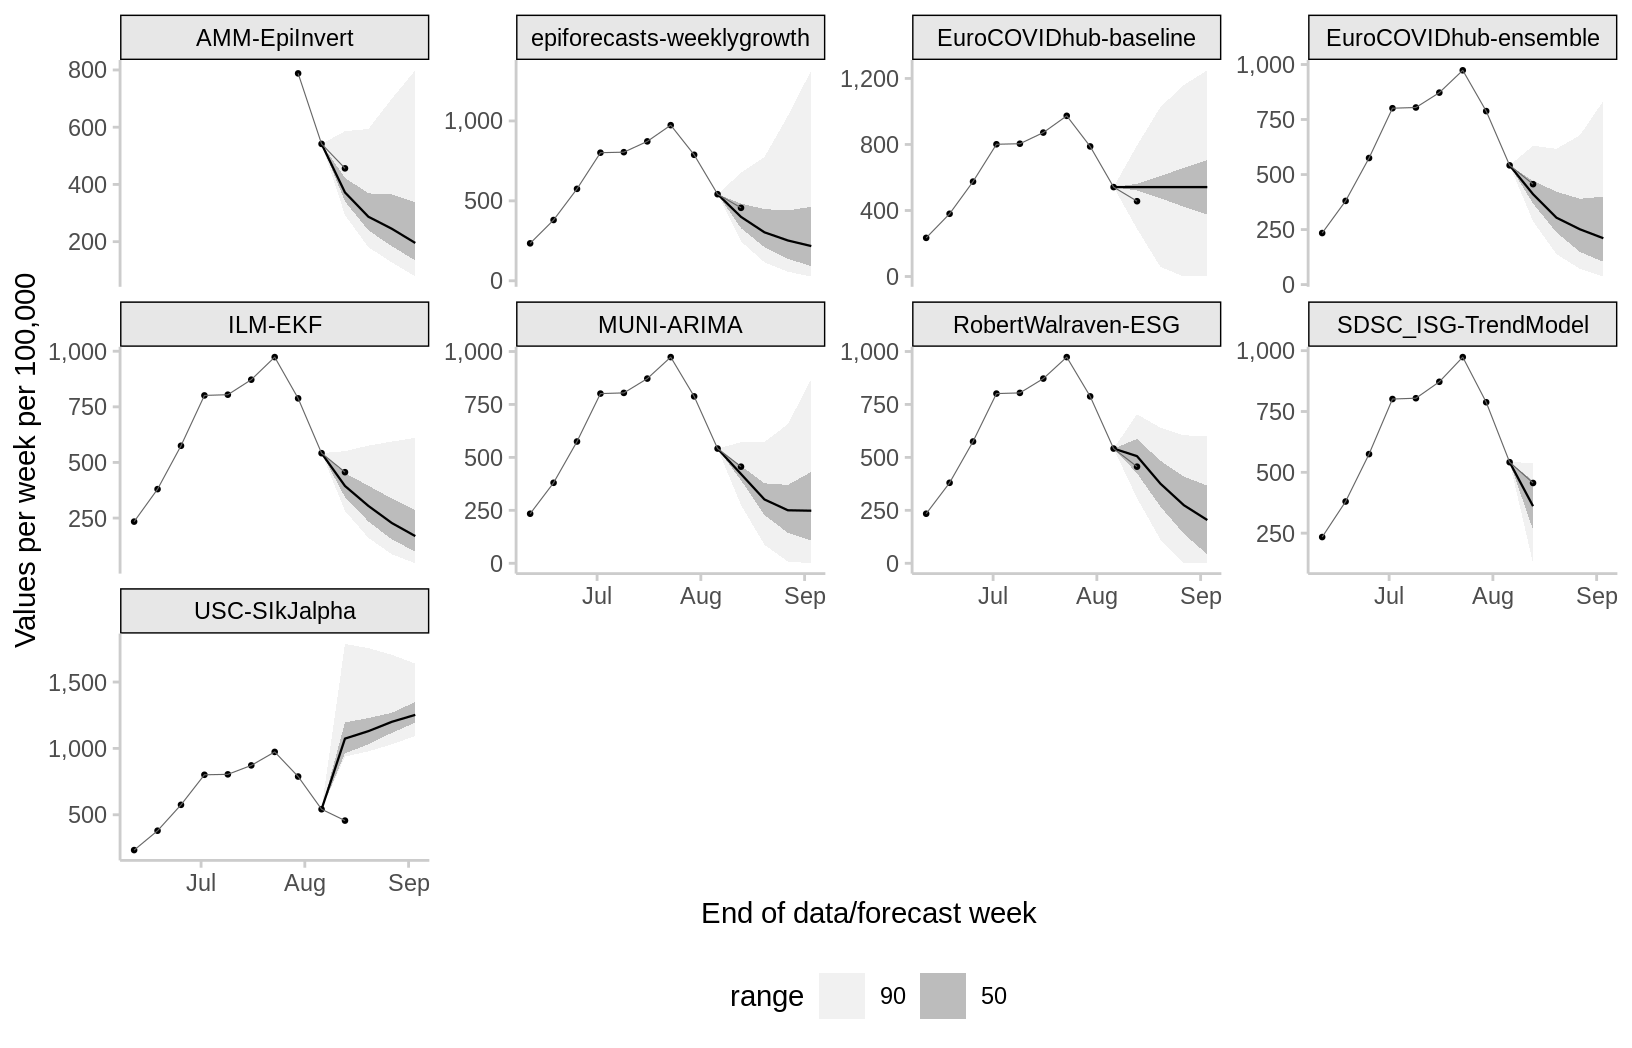 AMM-EpiInvert
epiforecasts-weeklygrowth
EuroCOVIDhub-baseline
EuroCOVIDhub-ensemble
800
600
400
200
1,000
500
0
1,200
800
400
0
1,000
750
500
250
0
ILM-EKF
MUNI-ARIMA
RobertWalraven-ESG
SDSC_ISG-TrendModel
1,000
750
500
250
1,000
750
500
250
0
1,000
750
500
250
0
1,000
750
500
250
Jul Aug Sep
Jul Aug Sep
Jul Aug Sep
USC-SIkJalpha
1,500
1,000
500
Jul Aug Sep
Values per week per 100,000
End of data/forecast week
range 90 50